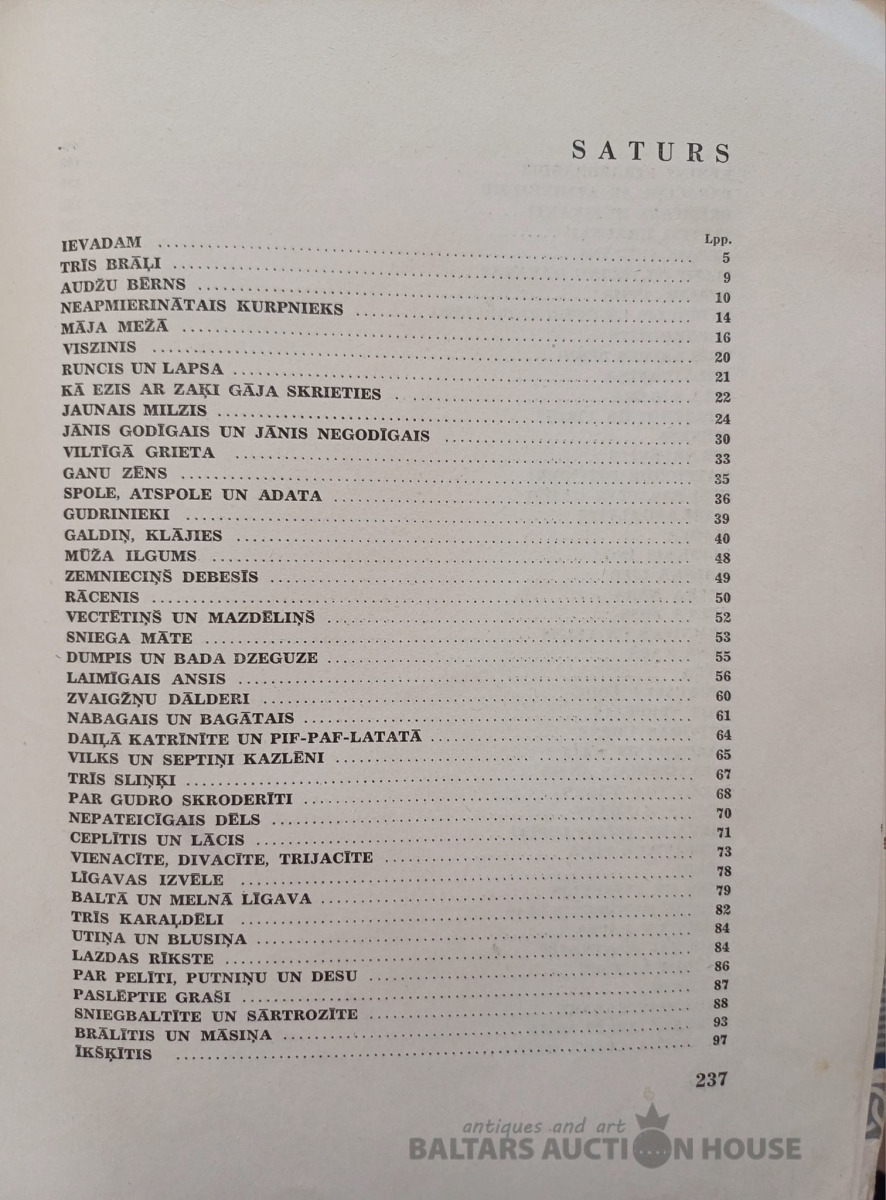 SATURS
Lpp.
IEVADAM ........ 5
TRĪS BRĀĻI ........ 9
AUDŽU BĒRNS ........ 10
NEAPMIERINĀTAIS KURPNIEKS ........ 14
MĀJA MEŽĀ ........ 16
VISZINIS ........ 20
RUNCIS UN LAPSA ........ 21
KĀ EZIS AR ZAĶI GĀJA SKRIETIES ........ 22
JAUNAIS MILZIS ........ 24
JĀNIS GODĪGAIS UN JĀNIS NEGODĪGAIS ........ 30
VILTĪGĀ GRIETA ........ 33
GANU ZĒNS ........ 35
SPOLE, ATSPOLE UN ADATA ........ 36
GUDRINIEKI ........ 39
GALDIŅ, KLĀJIES ........ 40
MŪŽA ILGUMS ........ 48
ZEMNIECIŅŠ DEBESĪS ........ 49
RĀCENIS ........ 50
VECTĒTIŅŠ UN MAZDĒLIŅŠ ........ 52
SNIEGA MĀTE ........ 53
DUMPIS UN BADA DZEGUZE ........ 55
LAIMĪGAIS ANSIS ........ 56
ZVAIGŽŅU DĀLDERI ........ 60
NABAGAIS UN BAGĀTAIS ........ 61
DAIĻĀ KATRĪNĪTE UN PIF-PAF-LATATĀ ........ 64
VILKS UN SEPTIŅI KAZLĒNI ........ 65
TRĪS SLIŅĶI ........ 67
PAR GUDRO SKRODERĪTI ........ 68
NEPATEICĪGAIS DĒLS ........ 70
CEPLĪTIS UN LĀCIS ........ 71
VIENACĪTE, DIVACĪTE, TRIJACĪTE ........ 73
LĪGAVAS IZVĒLE ........ 78
BALTĀ UN MELNĀ LĪGAVA ........ 79
TRĪS KARAĻDĒLI ........ 82
UTIŅA UN BLUSIŅA ........ 84
LAZDAS RĪKSTE ........ 84
PAR PELĪTI, PUTNIŅU UN DESU ........ 86
PASLĒPTIE GRAŠI ........ 87
SNIEGBALTĪTE UN SĀRTROZĪTE ........ 88
BRĀLĪTIS UN MĀSIŅA ........ 93
ĪKŠĶĪTIS ........ 97
237
antiques and art
BALTARS AUCTION HOUSE